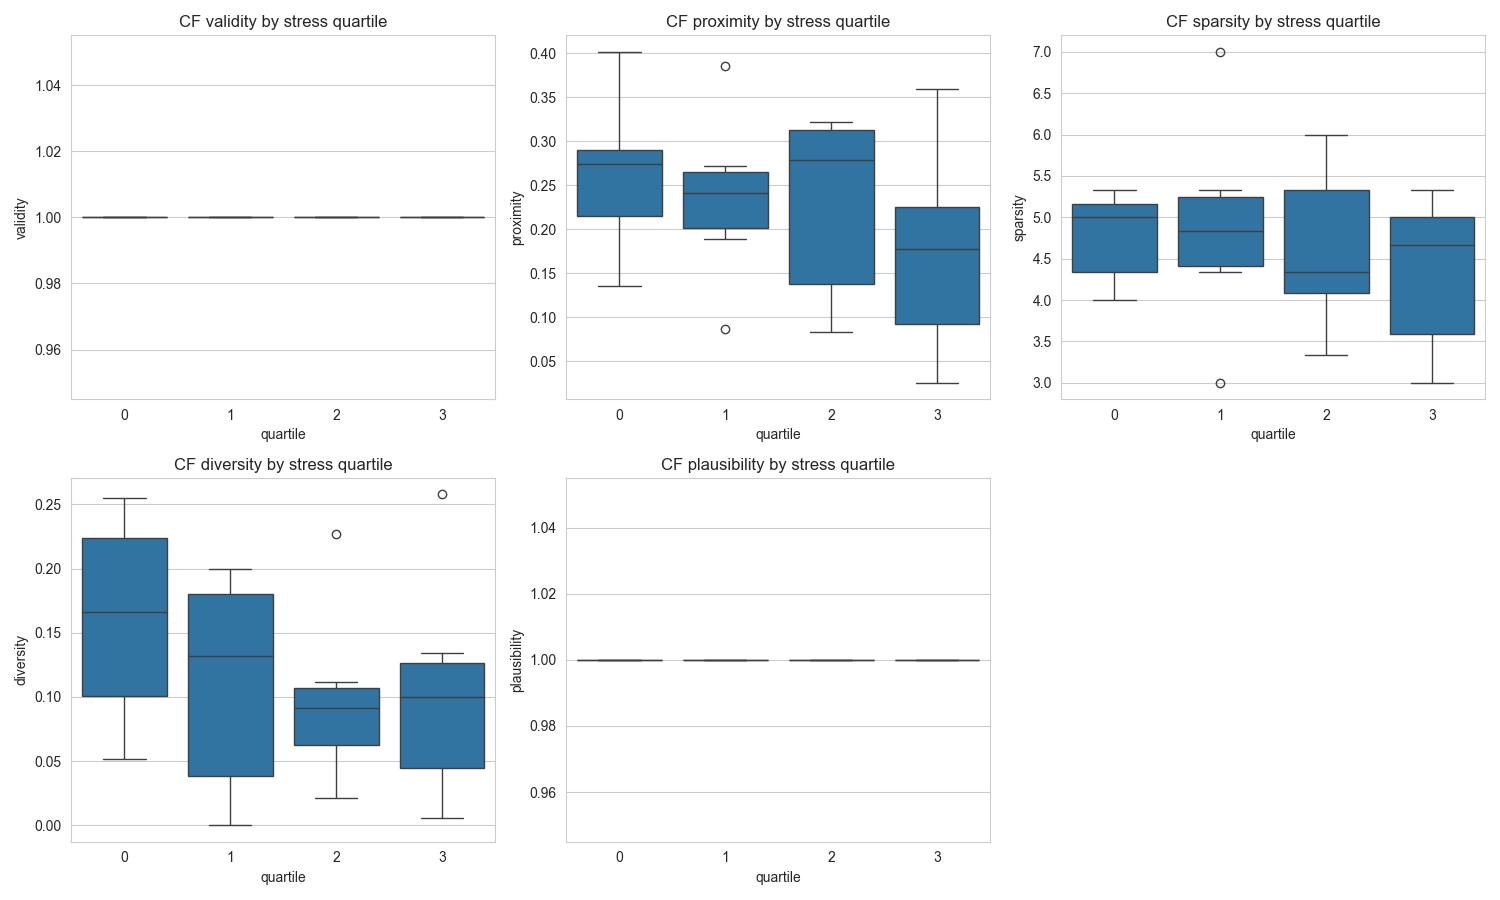 CF validity by stress quartile
validity
1.04
1.02
1.00
0.98
0.96
0 1 2 3
quartile
CF proximity by stress quartile
proximity
0.40
0.35
0.30
0.25
0.20
0.15
0.10
0.05
0 1 2 3
quartile
CF sparsity by stress quartile
sparsity
7.0
6.5
6.0
5.5
5.0
4.5
4.0
3.5
3.0
0 1 2 3
quartile
CF diversity by stress quartile
diversity
0.25
0.20
0.15
0.10
0.05
0.00
0 1 2 3
quartile
CF plausibility by stress quartile
plausibility
1.04
1.02
1.00
0.98
0.96
0 1 2 3
quartile